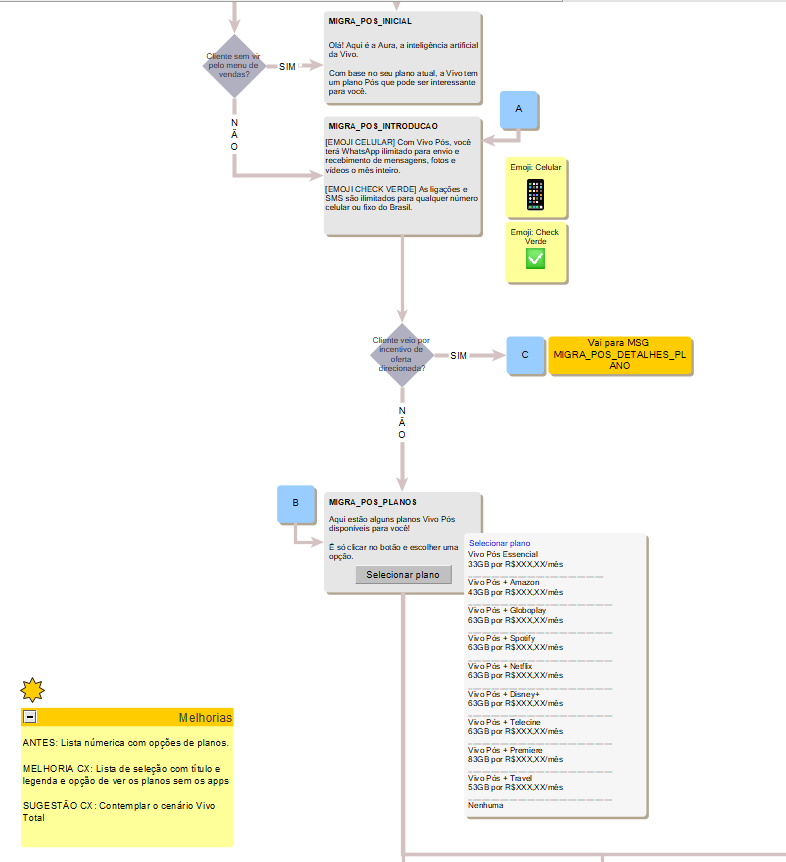 MIGRA_POS_INICIAL
Olá! Aqui é a Aura, a inteligência artificial
da Vivo.
Com base no seu plano atual, a Vivo tem
um plano Pós que pode ser interessante
para você.
Cliente sem vir
pelo menu de
vendas?
SIM
N
Ã
O
A
MIGRA_POS_INTRODUCAO
[EMOJI CELULAR] Com Vivo Pós, você
terá WhatsApp ilimitado para envio e
recebimento de mensagens, fotos e
vídeos o mês inteiro.
[EMOJI CHECK VERDE] As ligações e
SMS são ilimitados para qualquer número
celular ou fixo do Brasil.
Emoji: Celular
Emoji: Check
Verde
Cliente veio por
incentivo de
oferta
direcionada?
SIM
C
Vai para MSG
MIGRA_POS_DETALHES_PL
ANO
N
Ã
O
B
MIGRA_POS_PLANOS
Aqui estão alguns planos Vivo Pós
disponíveis para você!
É só clicar no botão e escolher uma
opção.
Selecionar plano
Selecionar plano
Vivo Pós Essencial
33GB por R$XXX,XX/mês
Vivo Pós + Amazon
43GB por R$XXX,XX/mês
Vivo Pós + Globoplay
63GB por R$XXX,XX/mês
Vivo Pós + Spotify
63GB por R$XXX,XX/mês
Vivo Pós + Netflix
63GB por R$XXX,XX/mês
Vivo Pós + Disney+
63GB por R$XXX,XX/mês
Vivo Pós + Telecine
63GB por R$XXX,XX/mês
Vivo Pós + Premiere
83GB por R$XXX,XX/mês
Vivo Pós + Travel
53GB por R$XXX,XX/mês
Nenhuma
Melhorias
ANTES: Lista númerica com opções de planos.
MELHORIA CX: Lista de seleção com título e
legenda e opção de ver os planos sem os apps
SUGESTÃO CX: Contemplar o cenário Vivo
Total